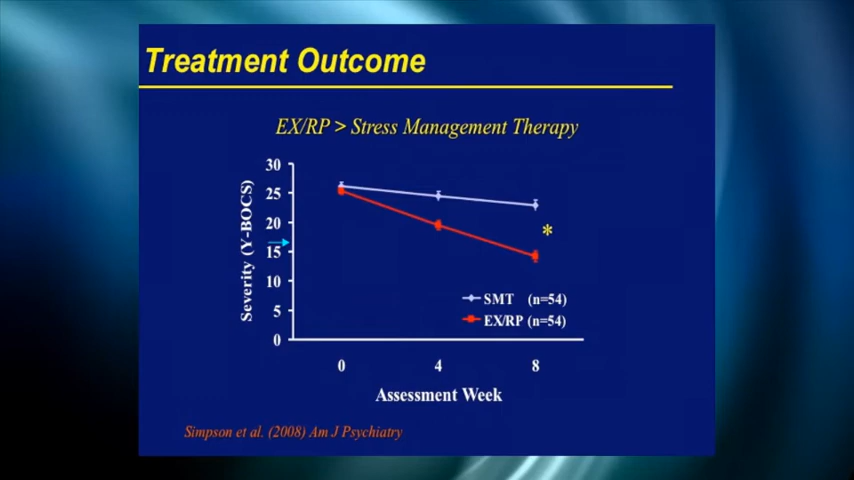 Treatment Outcome
EX/RP > Stress Management Therapy
30
25
20
15
10
5
0
Severity (Y-BOCS)
*
SMT (n=54)
EX/RP (n=54)
0 4 8
Assessment Week
Simpson et al. (2008) Am J Psychiatry